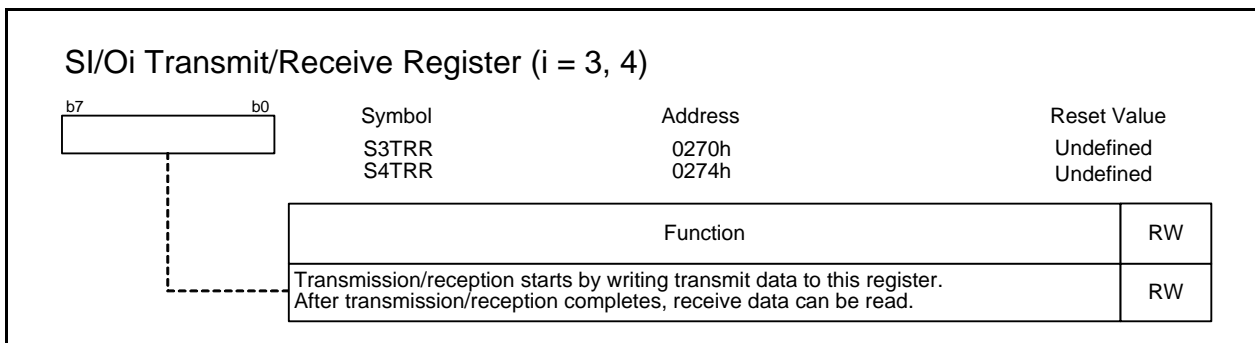 SI/Oi Transmit/Receive Register (i = 3, 4)
b7 b0
Symbol Address Reset Value
S3TRR 0270h Undefined
S4TRR 0274h Undefined
Function RW
Transmission/reception starts by writing transmit data to this register.
After transmission/reception completes, receive data can be read.
RW